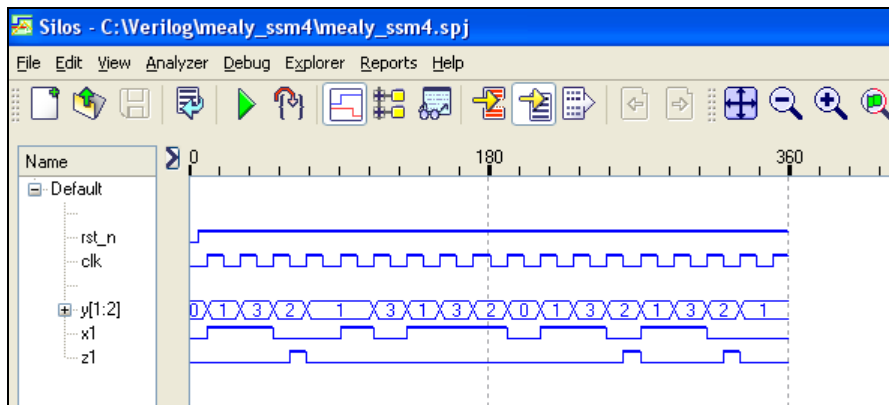 Silos - C:\Verilog\mealy_ssm4\mealy_ssm4.spj
File Edit View Analyzer Debug Explorer Reports Help
Name
0 180 360
Default
rst_n
clk
y[1:2] 0 1 3 2 1 3 1 3 2 0 1 3 2 1 3 2 1
x1
z1